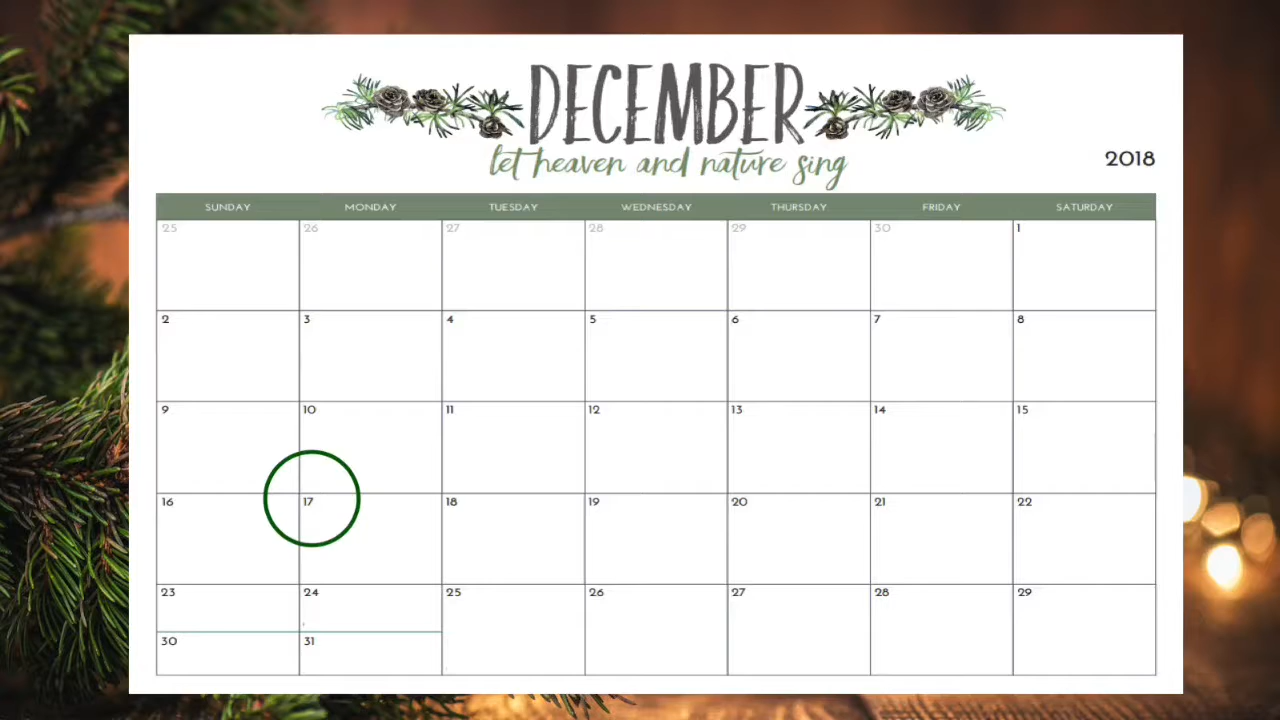 DECEMBER
let heaven and nature sing
2018
SUNDAY MONDAY TUESDAY WEDNESDAY THURSDAY FRIDAY SATURDAY
25 26 27 28 29 30 1
2 3 4 5 6 7 8
9 10 11 12 13 14 15
16 17 18 19 20 21 22
23 24 25 26 27 28 29
30 31